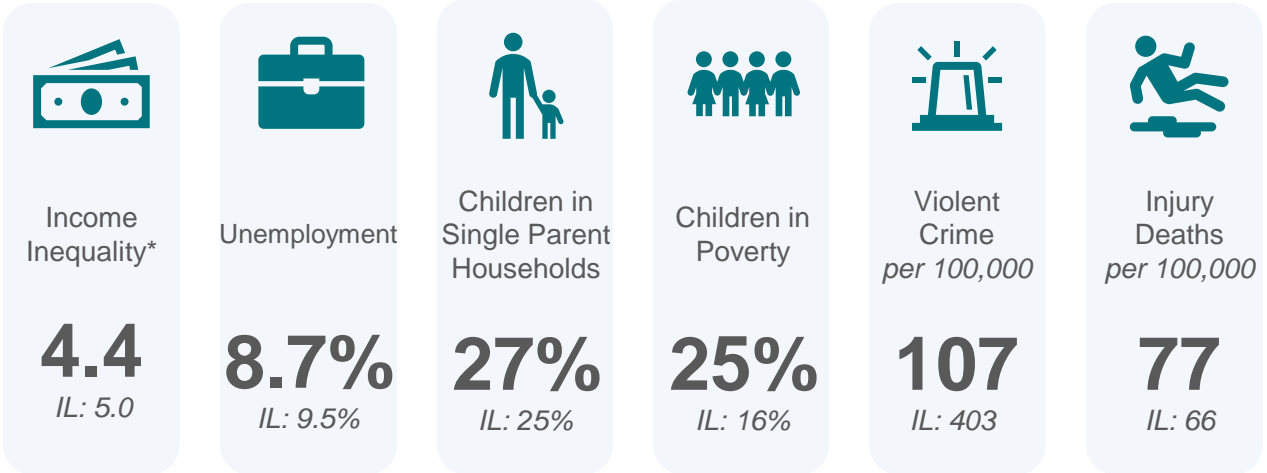 Income
Inequality*
4.4
IL: 5.0
Unemployment
8.7%
IL: 9.5%
Children in
Single Parent
Households
27%
IL: 25%
Children in
Poverty
25%
IL: 16%
Violent
Crime
per 100,000
107
IL: 403
Injury
Deaths
per 100,000
77
IL: 66